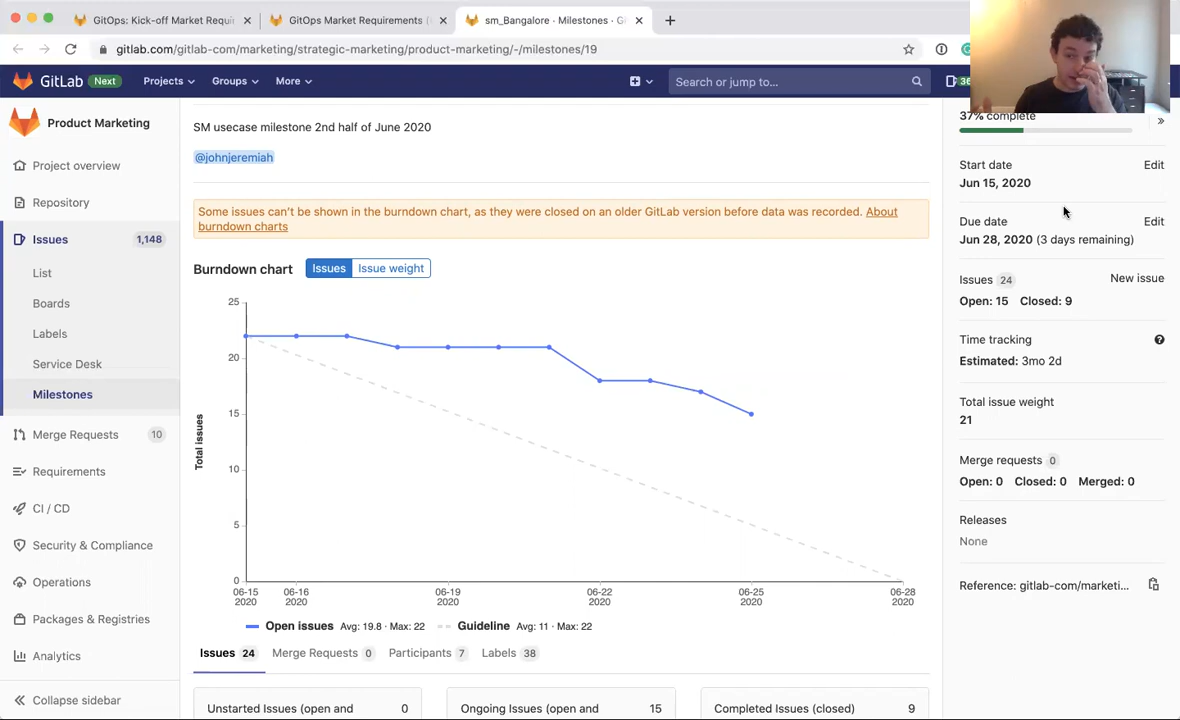 GitOps: Kick-off Market Requir
GitOps Market Requirements (
sm_Bangalore · Milestones · G
gitlab.com/gitlab-com/marketing/strategic-marketing/product-marketing/-/milestones/19
GitLab Next Projects Groups More Search or jump to...
Product Marketing
Project overview
Repository
Issues 1,148
List
Boards
Labels
Service Desk
Milestones
Merge Requests 10
Requirements
CI / CD
Security & Compliance
Operations
Packages & Registries
Analytics
Collapse sidebar
SM usecase milestone 2nd half of June 2020
@johnjeremiah
Some issues can't be shown in the burndown chart, as they were closed on an older GitLab version before data was recorded. About
burndown charts
Burndown chart Issues Issue weight
Total issues
25
20
15
10
5
0
06-15 06-16 06-19 06-22 06-25 06-28
2020 2020 2020 2020 2020 2020
Open issues Avg: 19.8 · Max: 22 Guideline Avg: 11 · Max: 22
Issues 24 Merge Requests 0 Participants 7 Labels 38
Unstarted Issues (open and 0
Ongoing Issues (open and 15
Completed Issues (closed) 9
37% complete
Start date Edit
Jun 15, 2020
Due date Edit
Jun 28, 2020 (3 days remaining)
Issues 24 New issue
Open: 15 Closed: 9
Time tracking
Estimated: 3mo 2d
Total issue weight
21
Merge requests 0
Open: 0 Closed: 0 Merged: 0
Releases
None
Reference: gitlab-com/marketi...